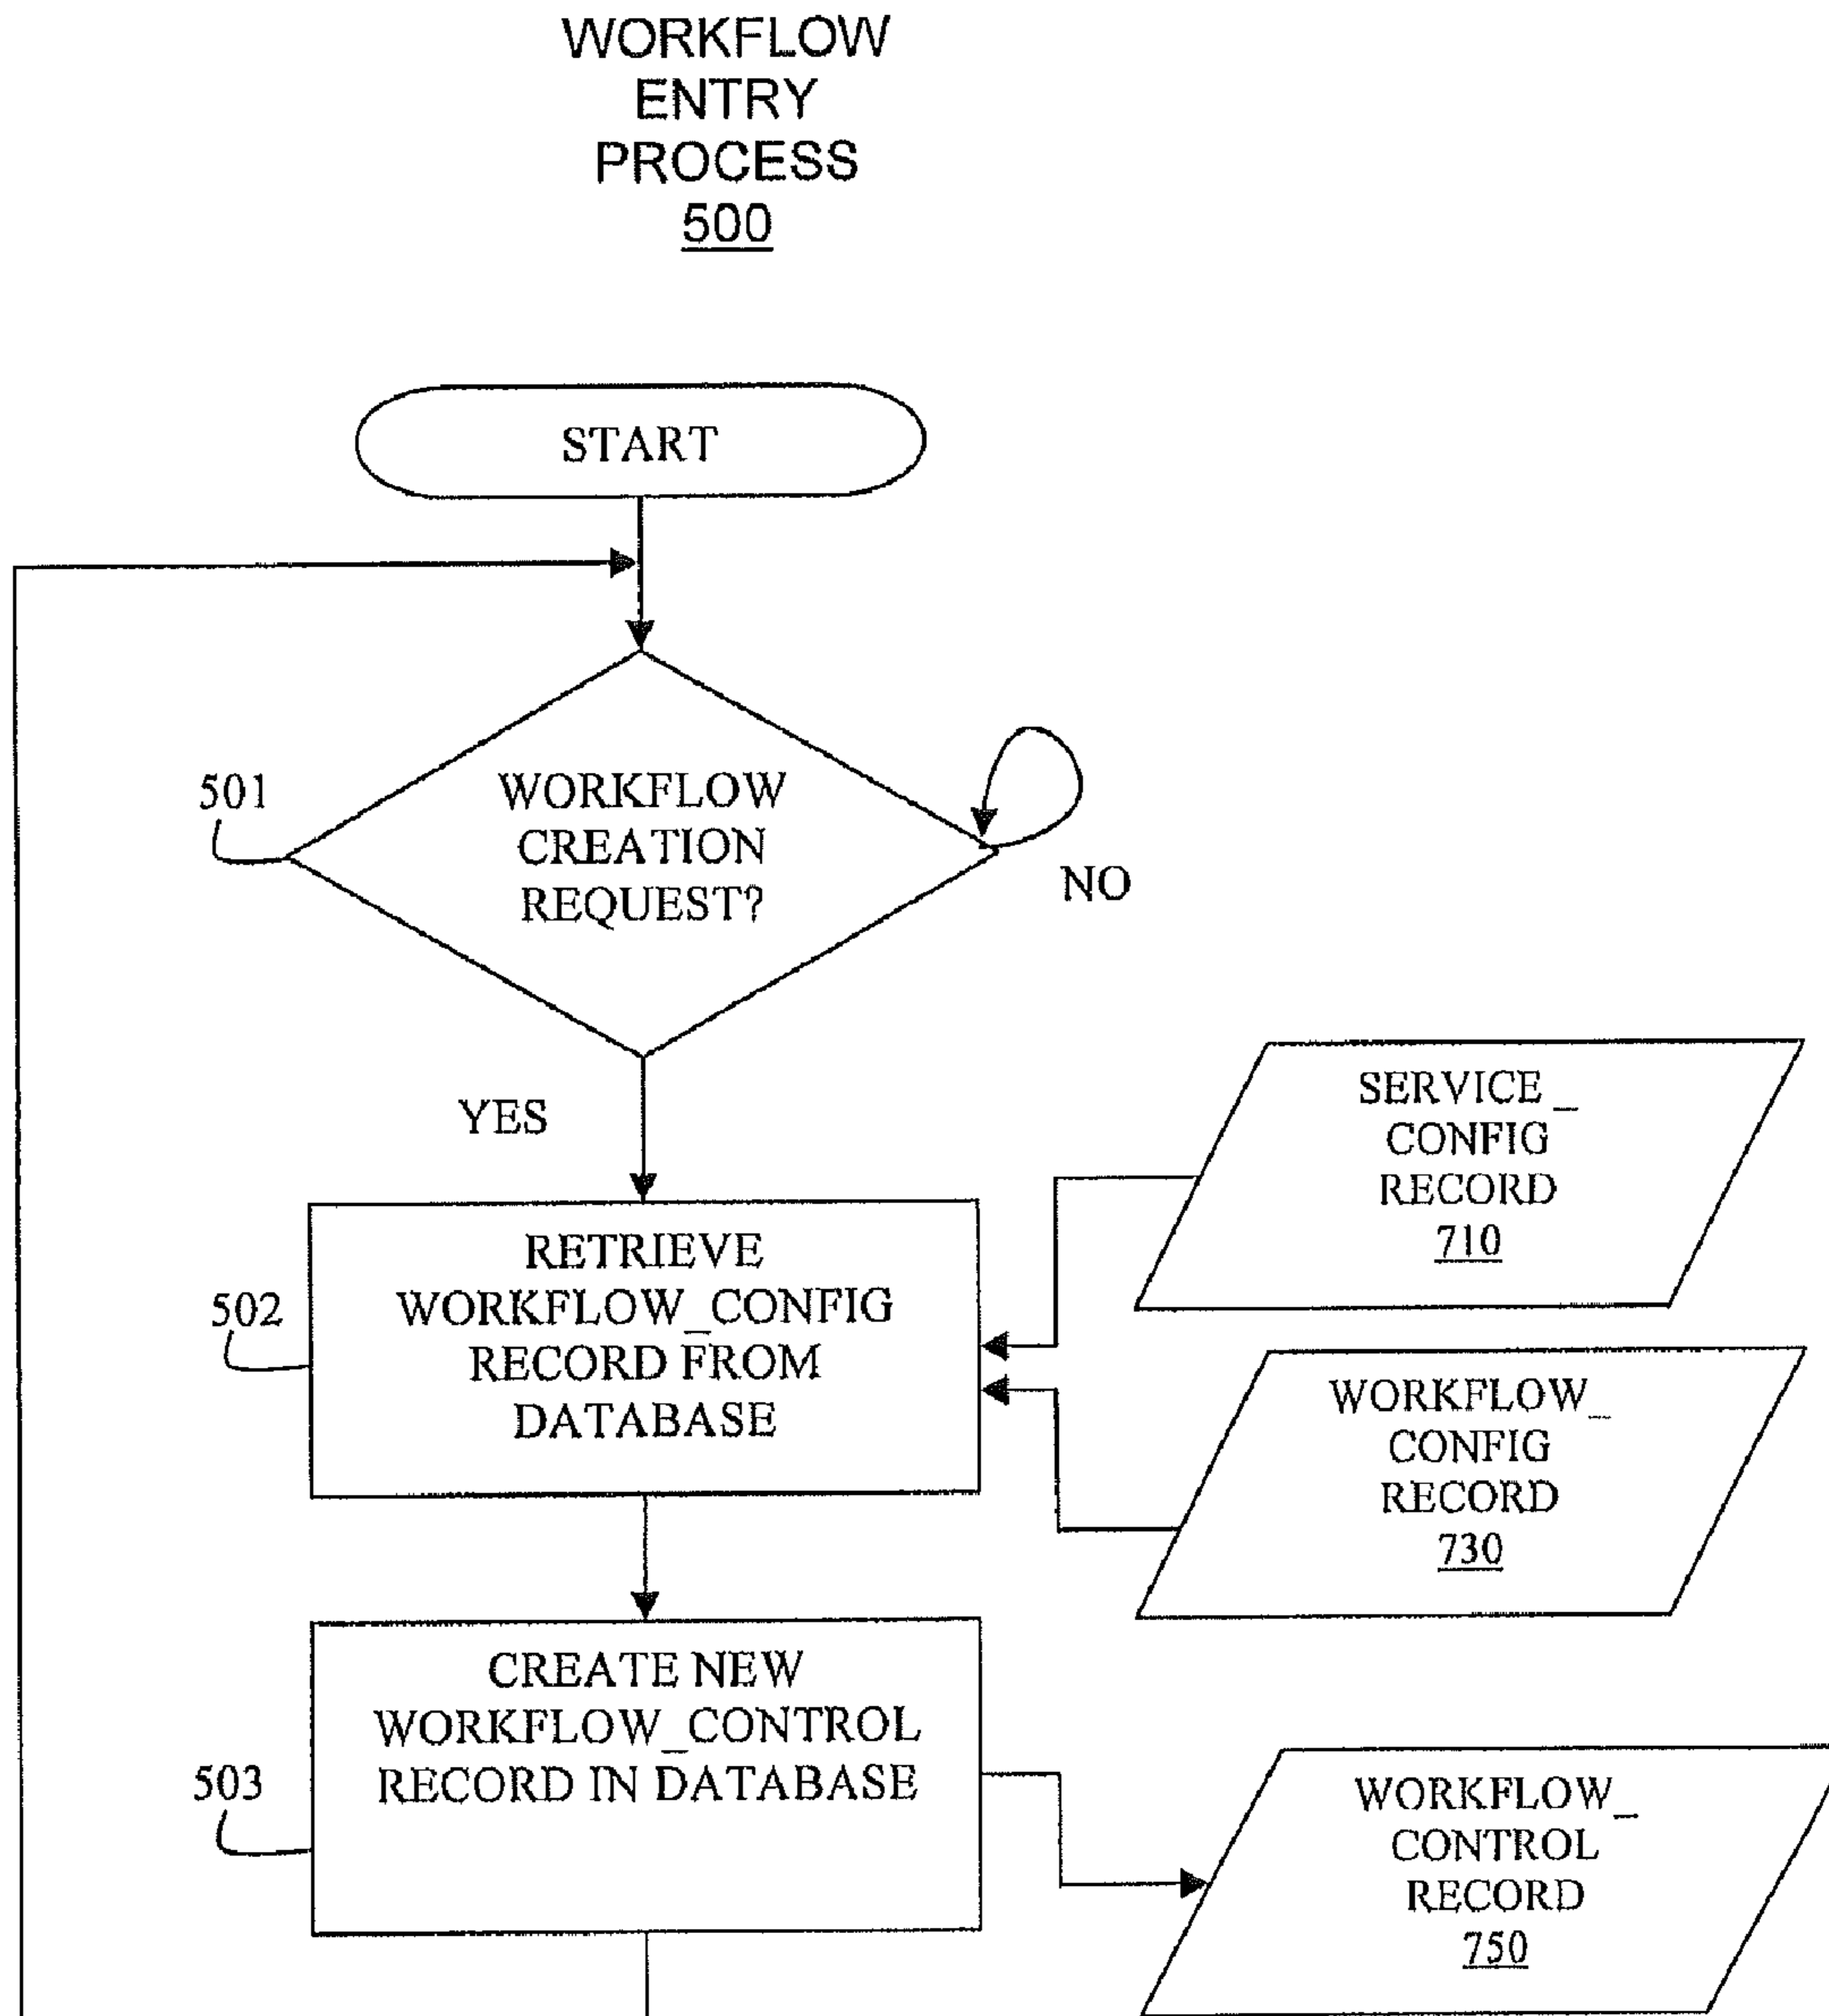 WORKFLOW
ENTRY
PROCESS
500
START
501
WORKFLOW
CREATION
REQUEST?
NO
YES
SERVICE_
CONFIG
RECORD
710
502
RETRIEVE
WORKFLOW_CONFIG
RECORD FROM
DATABASE
WORKFLOW_
CONFIG
RECORD
730
503
CREATE NEW
WORKFLOW_CONTROL
RECORD IN DATABASE
WORKFLOW_
CONTROL
RECORD
750